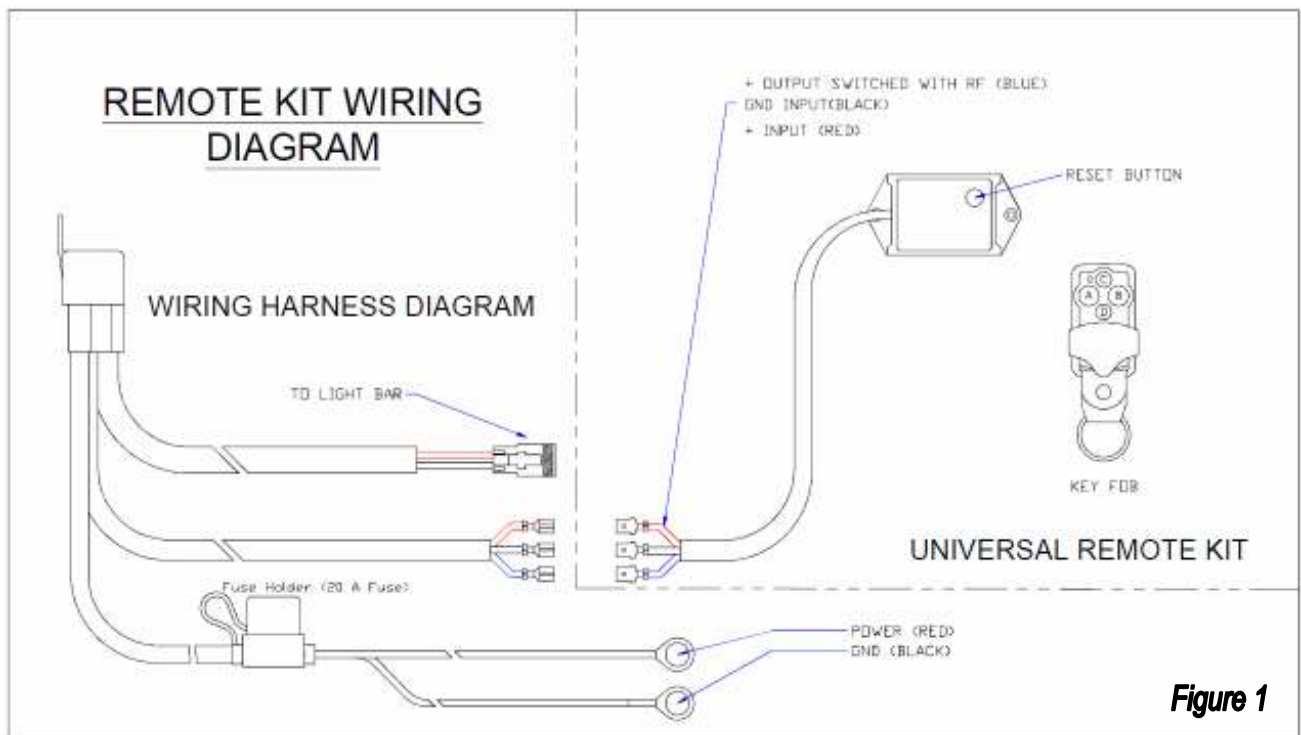 REMOTE KIT WIRING
DIAGRAM
+ OUTPUT SWITCHED WITH RF (BLUE)
GND INPUT(BLACK)
+ INPUT (RED)
RESET BUTTON
WIRING HARNESS DIAGRAM
TO LIGHT BAR
C
A B
D
KEY FOB
UNIVERSAL REMOTE KIT
Fuse Holder (20 A Fuse)
POWER (RED)
GND (BLACK)
Figure 1